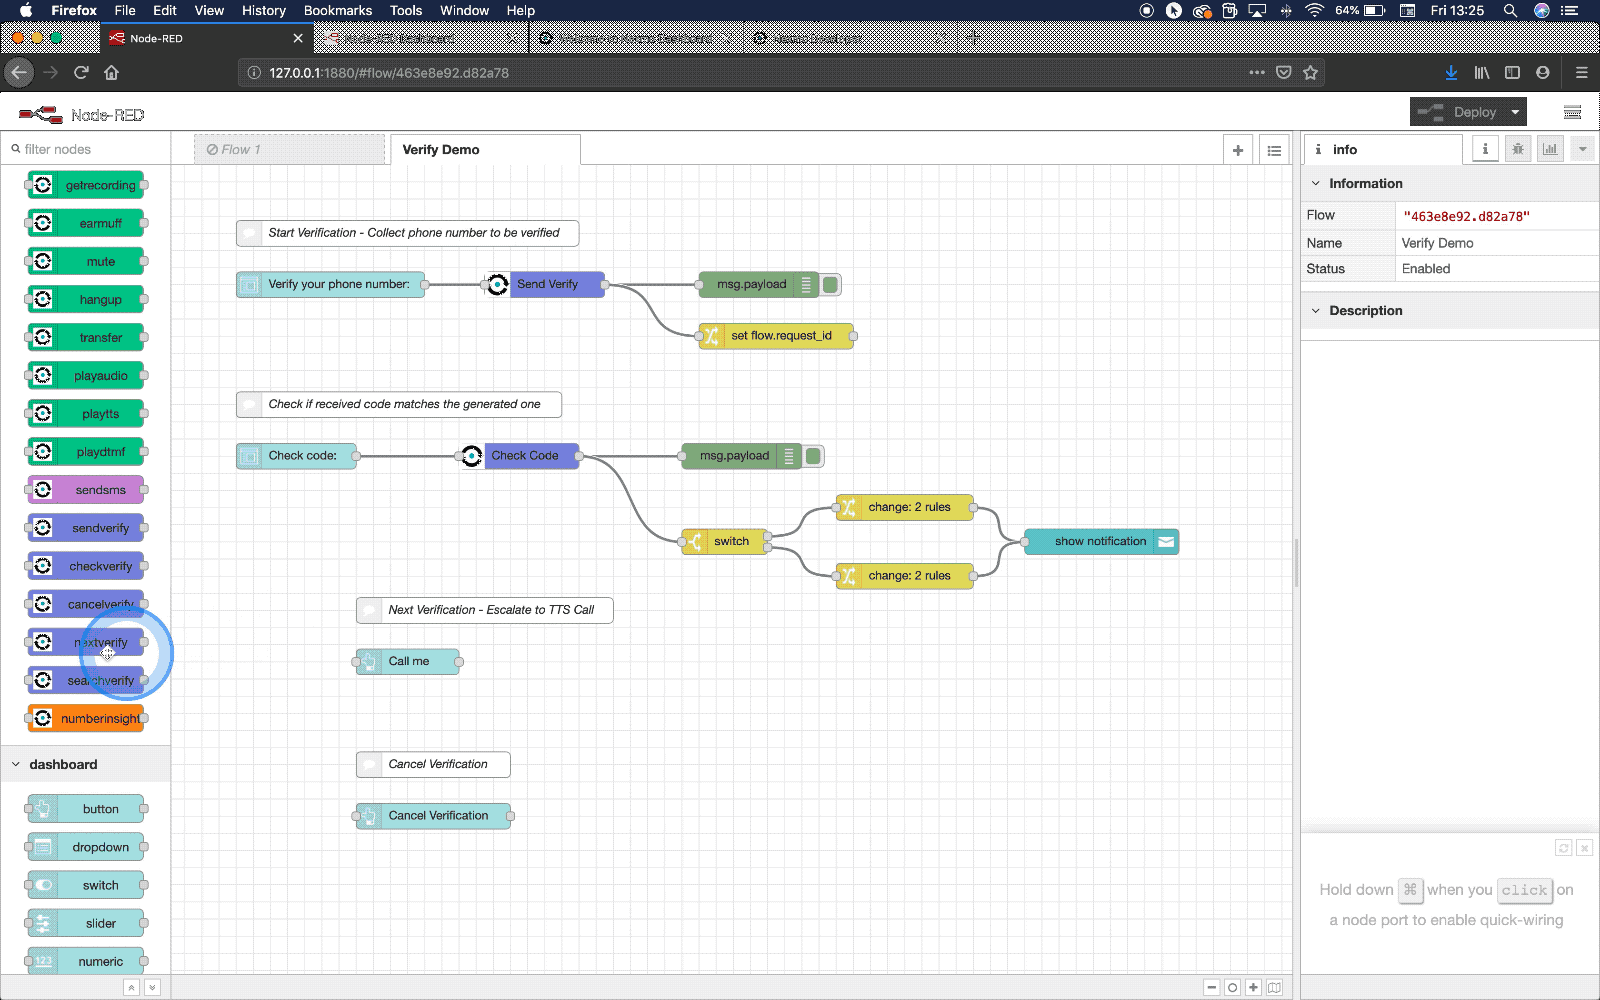 Firefox File Edit View History Bookmarks Tools Window Help 64% Fri 13:25
Node-RED
127.0.0.1:1880/#flow/463e8e92.d82a78
Node-RED Deploy
filter nodes
Flow 1
Verify Demo
info
getrecording
earmuff
mute
hangup
transfer
playaudio
playtts
playdtmf
sendsms
sendverify
checkverify
cancelverify
nextverify
searchverify
numberinsight
dashboard
button
dropdown
switch
slider
numeric
Start Verification - Collect phone number to be verified
Verify your phone number:
Send Verify
msg.payload
set flow.request_id
Check if received code matches the generated one
Check code:
Check Code
msg.payload
switch
change: 2 rules
change: 2 rules
show notification
Next Verification - Escalate to TTS Call
Call me
Cancel Verification
Cancel Verification
Information
Flow "463e8e92.d82a78"
Name Verify Demo
Status Enabled
Description
Hold down ⌘ when you click on
a node port to enable quick-wiring